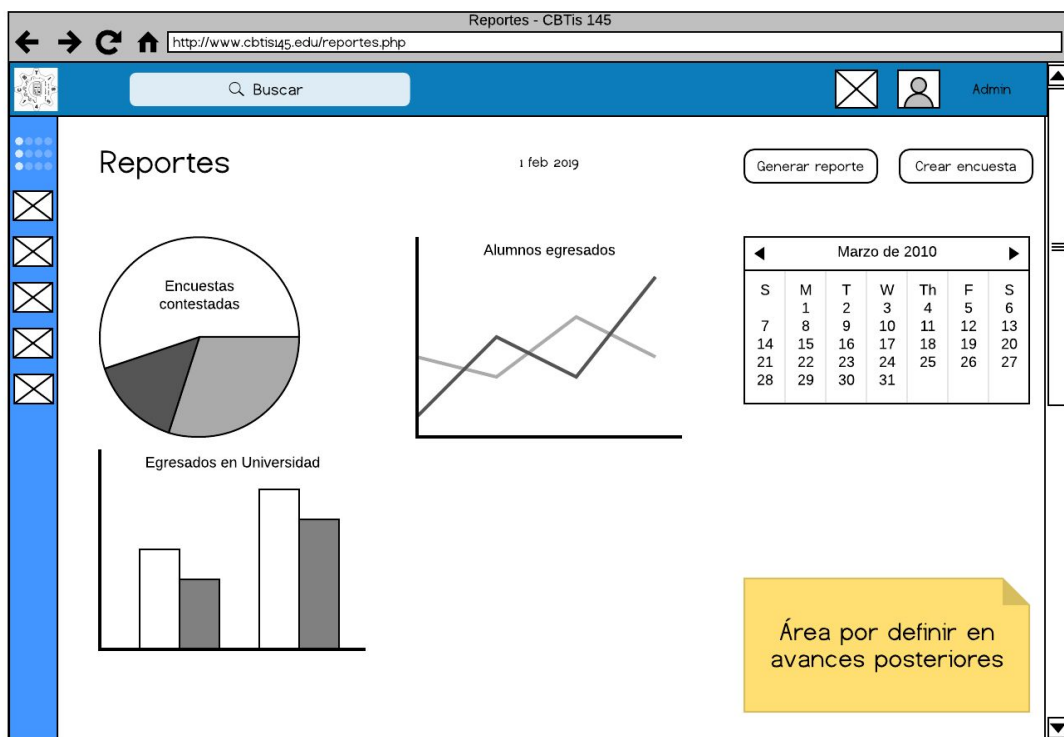 Reportes - CBTis 145
http://www.cbtis145.edu/reportes.php
Buscar
Admin
Reportes
1 feb 2019
Generar reporte
Crear encuesta
Encuestas
contestadas
Alumnos egresados
Marzo de 2010
S M T W Th F S
1 2 3 4 5 6
7 8 9 10 11 12 13
14 15 16 17 18 19 20
21 22 23 24 25 26 27
28 29 30 31
Egresados en Universidad
Área por definir en
avances posteriores